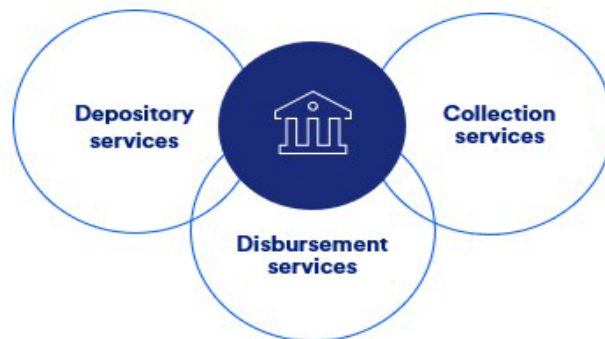 Depository
services
Collection
services
Disbursement
services